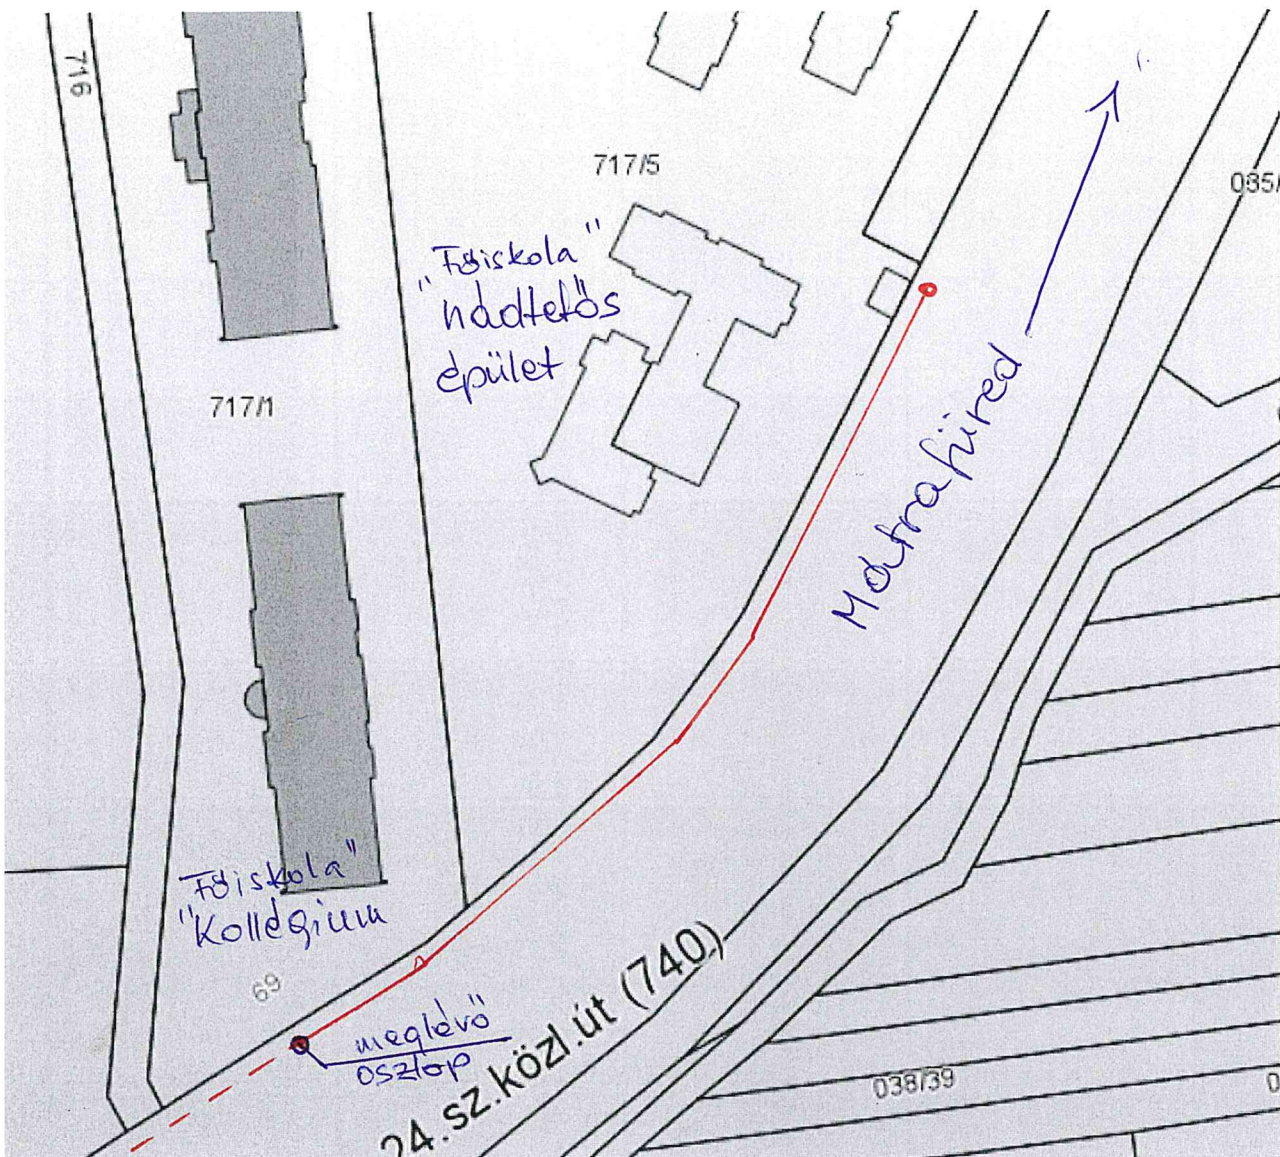 716
717/5
035/
"Főiskola"
nádtetős
épület
717/1
Mátrafüred
"Főiskola"
Kollégium
69
meglévő
oszlop
24.sz.közl.út (740)
038/39
0